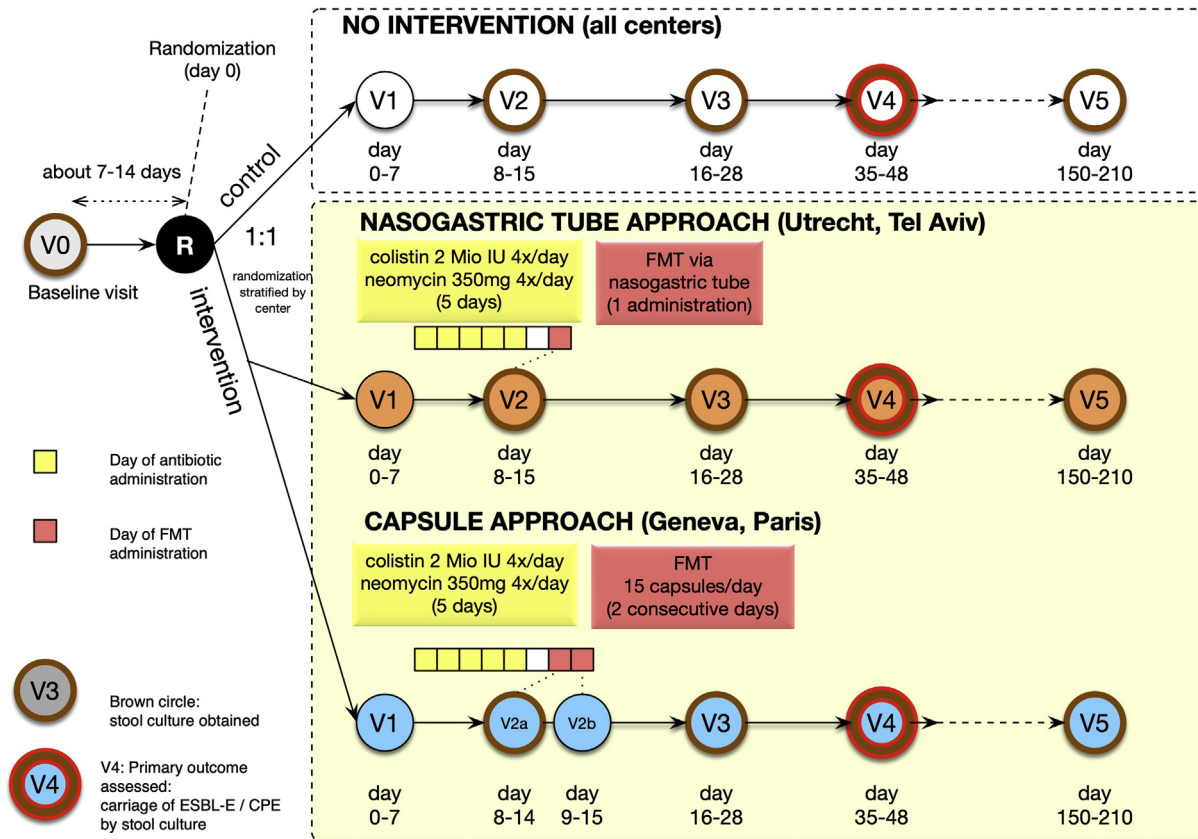 NO INTERVENTION (all centers)
Randomization
(day 0)
about 7-14 days
V0
Baseline visit
R
control
1:1
randomization
stratified by
center
intervention
V1
V2
V3
V4
V5
day
0-7
day
8-15
day
16-28
day
35-48
day
150-210
NASOGASTRIC TUBE APPROACH (Utrecht, Tel Aviv)
colistin 2 Mio IU 4x/day
neomycin 350mg 4x/day
(5 days)
FMT via
nasogastric tube
(1 administration)
V1
V2
V3
V4
V5
day
0-7
day
8-15
day
16-28
day
35-48
day
150-210
CAPSULE APPROACH (Geneva, Paris)
colistin 2 Mio IU 4x/day
neomycin 350mg 4x/day
(5 days)
FMT
15 capsules/day
(2 consecutive days)
V1
V2a
V2b
V3
V4
V5
day
0-7
day
8-14
day
9-15
day
16-28
day
35-48
day
150-210
Day of antibiotic
administration
Day of FMT
administration
V3
Brown circle:
stool culture obtained
V4
V4: Primary outcome
assessed:
carriage of ESBL-E / CPE
by stool culture